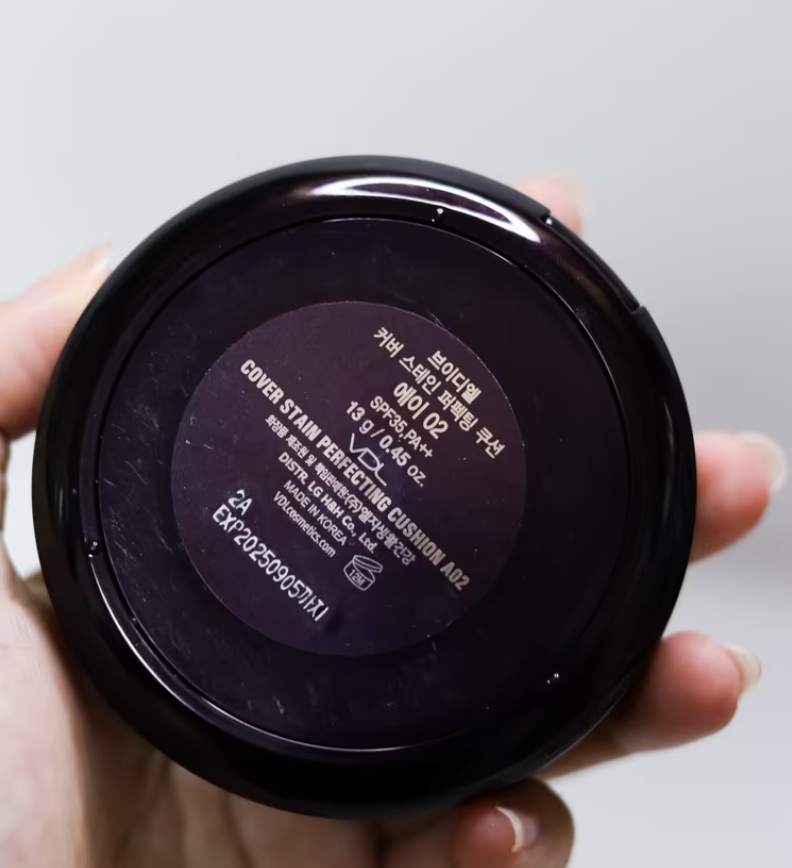 브이디엘
커버 스테인 퍼펙팅 쿠션
에이 02
SPF35, PA++
13 g / 0.45 oz.
VDL
COVER STAIN PERFECTING CUSHION A02
화장품 제조원 및 책임판매원:(주)엘지생활건강
DISTR. LG H&H Co., Ltd.
MADE IN KOREA
VDLcosmetics.com
12M
2A
EXP20250905까지